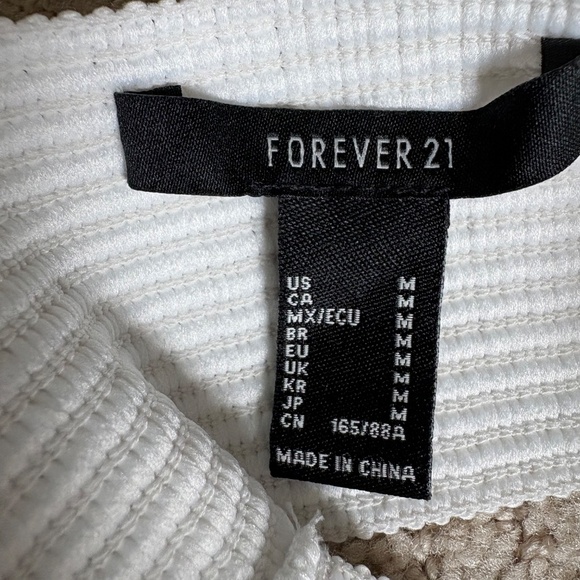 FOREVER 21
US M
CA M
MX/ECU M
BR M
EU M
UK M
KR M
JP M
CN 165/88A
MADE IN CHINA